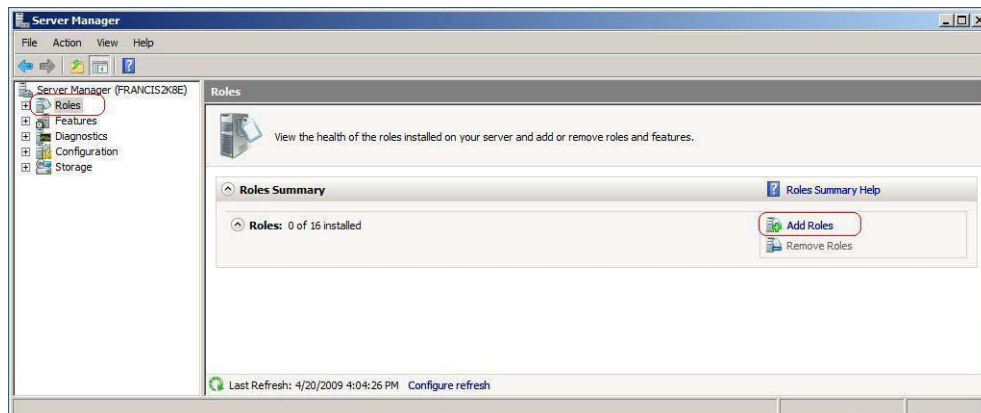 Server Manager
File Action View Help
Server Manager (FRANCIS2K8E)
Roles
Features
Diagnostics
Configuration
Storage
Roles
View the health of the roles installed on your server and add or remove roles and features.
Roles Summary
Roles Summary Help
Roles: 0 of 16 installed
Add Roles
Remove Roles
Last Refresh: 4/20/2009 4:04:26 PM Configure refresh